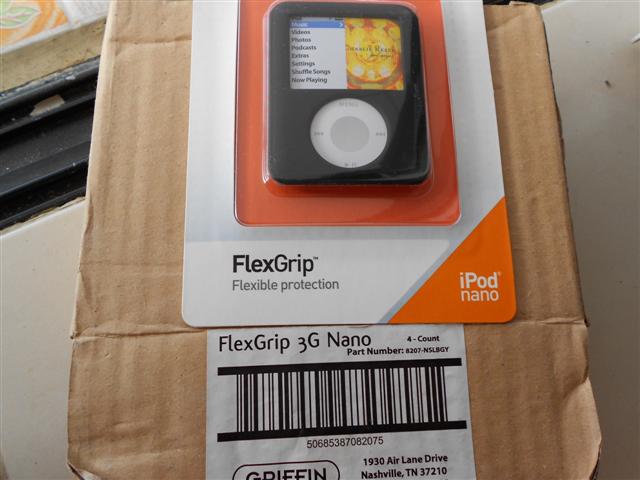 Music
Videos
Photos
Podcasts
Extras
Settings
Shuffle Songs
Now Playing
MENU
FlexGrip™
Flexible protection
iPod®
nano
FlexGrip 3G Nano
4 - Count
Part Number: 8207-NSLBGY
50685387082075
GRIFFIN
1930 Air Lane Drive
Nashville, TN 37210